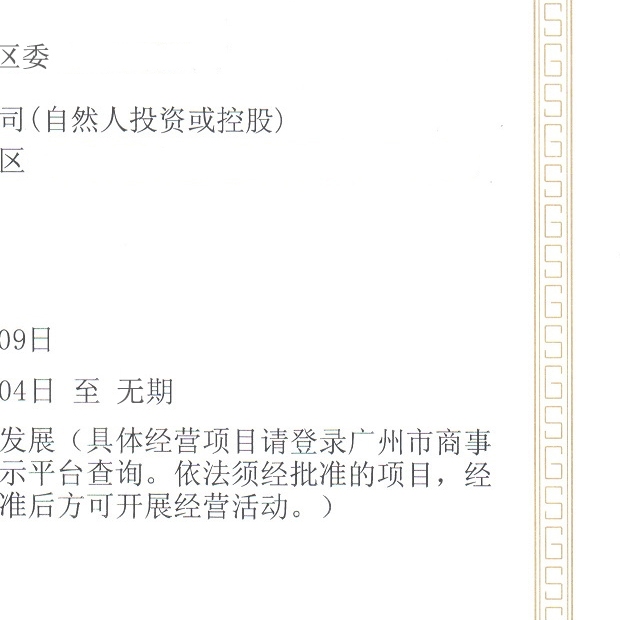 区委
司(自然人投资或控股)
区
09日
04日 至 无期
发展（具体经营项目请登录广州市商事
示平台查询。依法须经批准的项目，经
准后方可开展经营活动。）